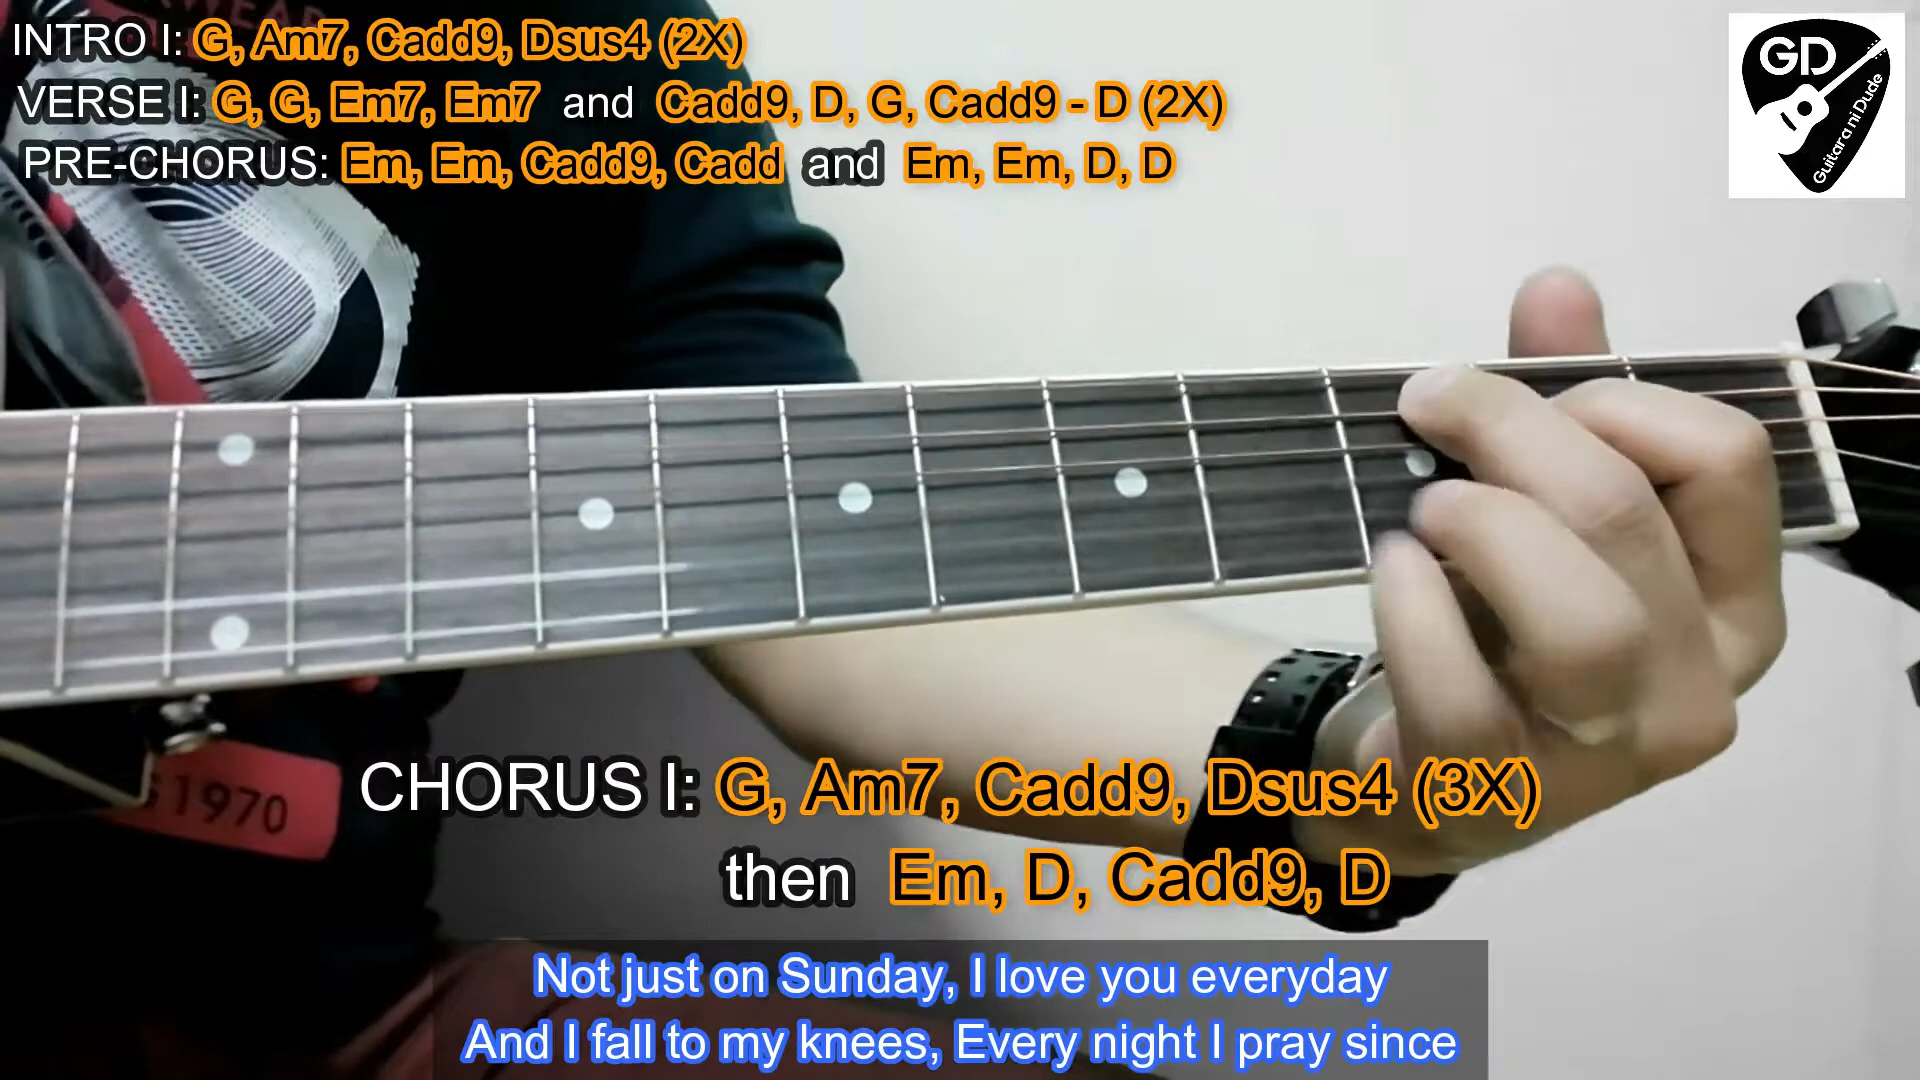 INTRO I: G, Am7, Cadd9, Dsus4 (2X)
VERSE I: G, G, Em7, Em7 and Cadd9, D, G, Cadd9 - D (2X)
PRE-CHORUS: Em, Em, Cadd9, Cadd and Em, Em, D, D
GD
Guitara ni Dude
1970
CHORUS I: G, Am7, Cadd9, Dsus4 (3X)
then Em, D, Cadd9, D
Not just on Sunday, I love you everyday
And I fall to my knees, Every night I pray since